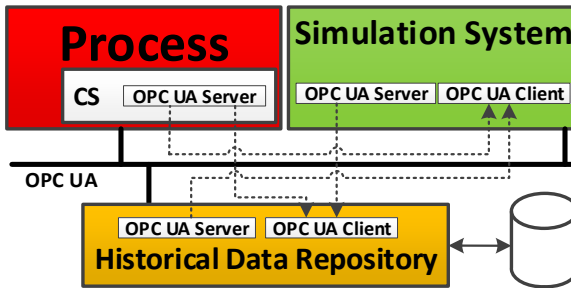 Process
CS
OPC UA Server
Simulation System
OPC UA Server
OPC UA Client
OPC UA
OPC UA Server
OPC UA Client
Historical Data Repository